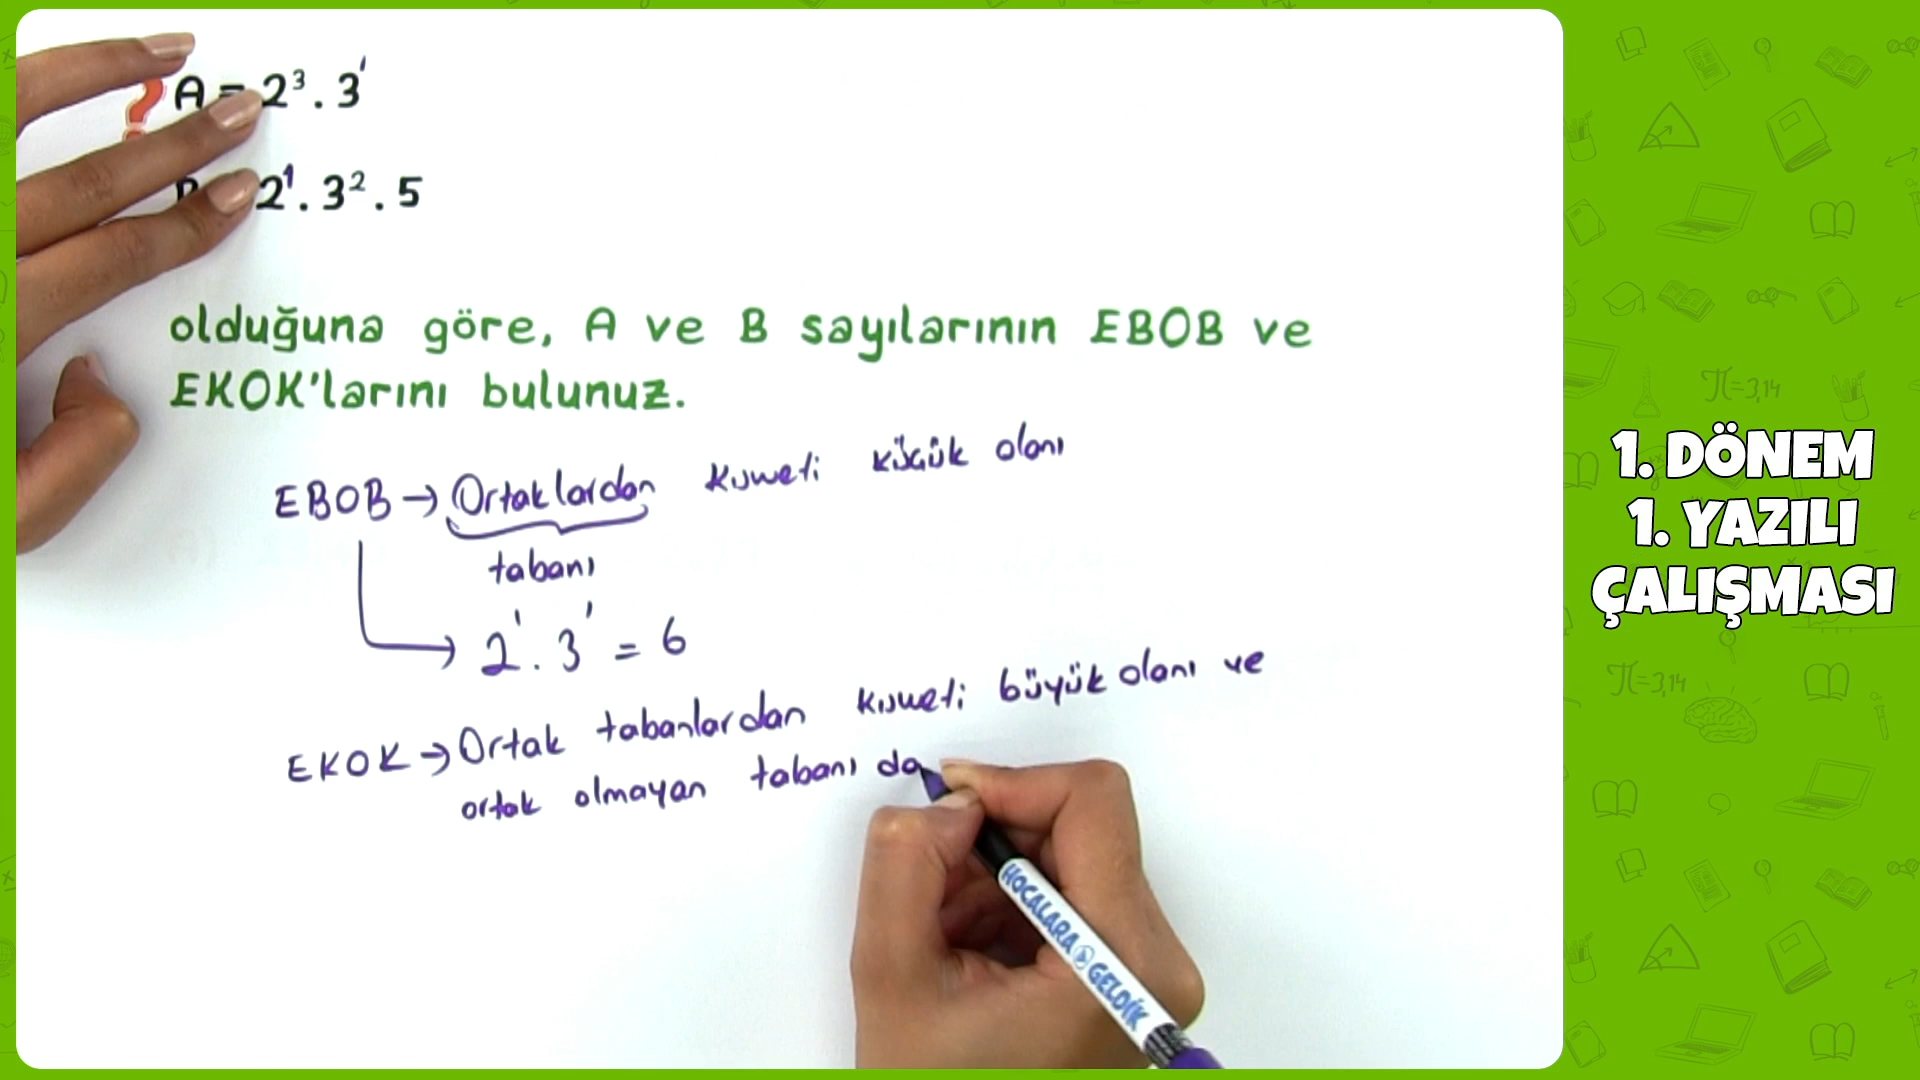 A = 2³ . 3¹
2¹ . 3² . 5
olduğuna göre, A ve B sayılarının EBOB ve
EKOK'larını bulunuz.
EBOB → Ortaklardan kuvveti küçük olanı
tabanı
2¹ . 3¹ = 6
EKOK → Ortak tabanlardan kuvveti büyük olanı ve
ortak olmayan tabanı da
HOCALARA GELDİK
1. DÖNEM
1. YAZILI
ÇALIŞMASI
π=3,14
π=3,14